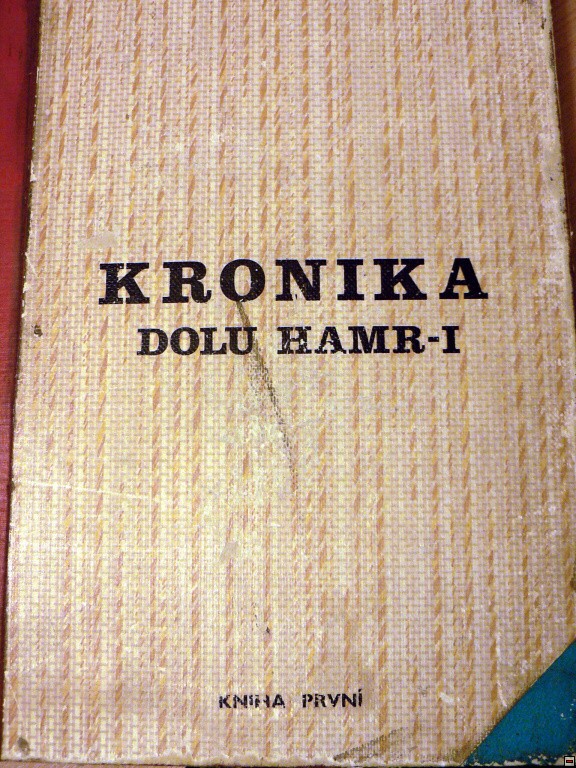 KRONIKA
DOLU HAMR-I
KNIHA PRVNÍ